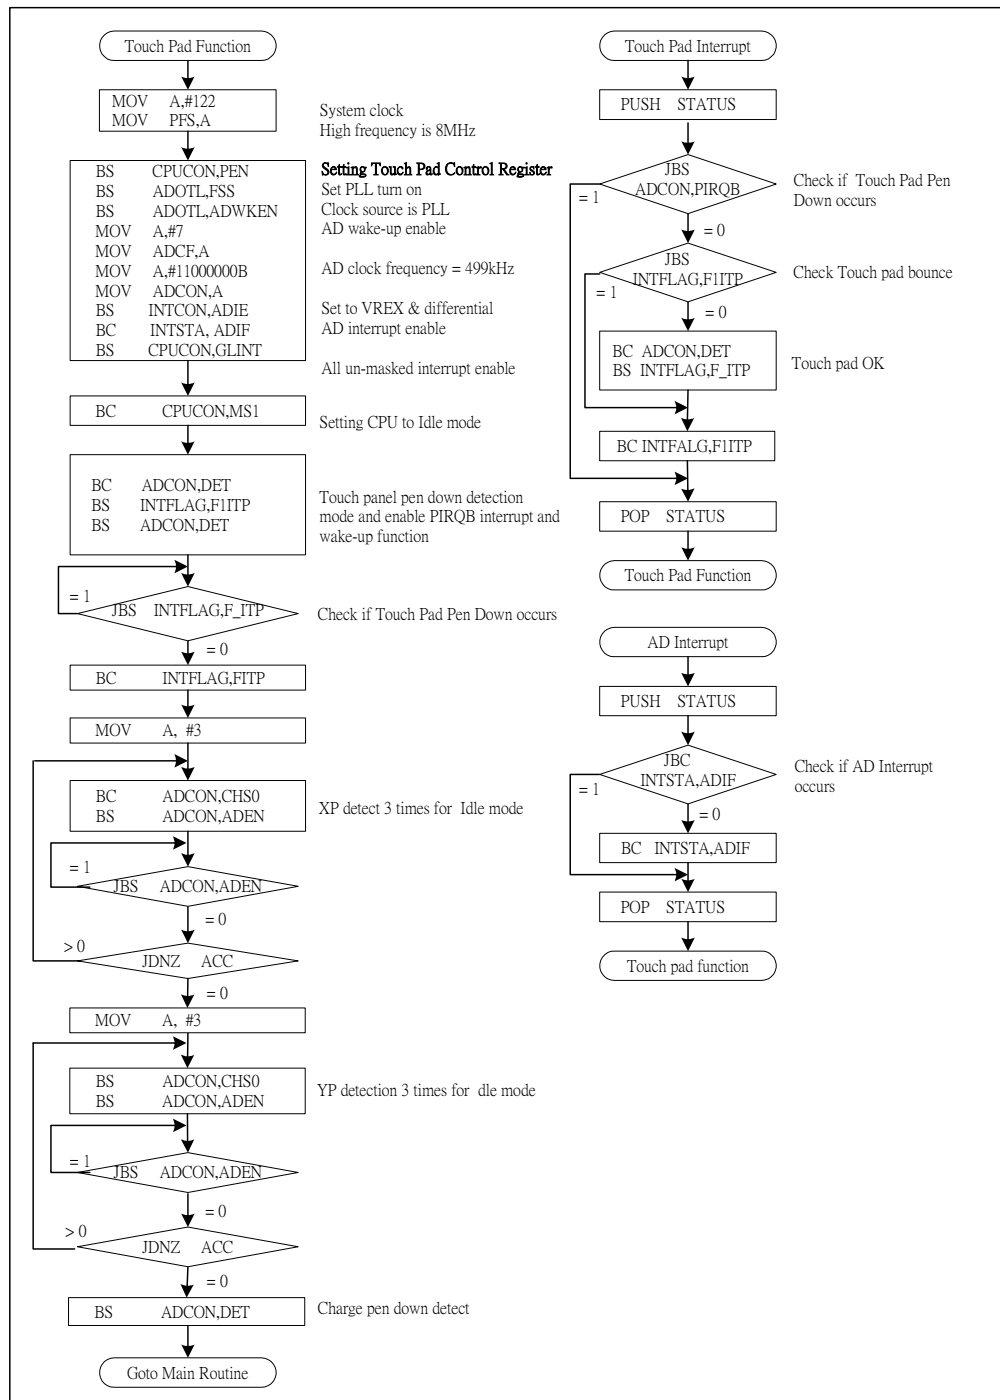 Touch Pad Function
MOV A,#122
MOV PFS,A
System clock
High frequency is 8MHz
BS CPUCON,PEN
BS ADOTL,FSS
BS ADOTL,ADWKEN
MOV A,#7
MOV ADCF,A
MOV A,#11000000B
MOV ADCON,A
BS INTCON,ADIE
BC INTSTA, ADIF
BS CPUCON,GLINT
Setting Touch Pad Control Register
Set PLL turn on
Clock source is PLL
AD wake-up enable
AD clock frequency = 499kHz
Set to VREX & differential
AD interrupt enable
All un-masked interrupt enable
BC CPUCON,MS1
Setting CPU to Idle mode
BC ADCON,DET
BS INTFLAG,F1ITP
BS ADCON,DET
Touch panel pen down detection
mode and enable PIRQB interrupt and
wake-up function
= 1
JBS INTFLAG,F_ITP
Check if Touch Pad Pen Down occurs
= 0
BC INTFLAG,FITP
MOV A, #3
BC ADCON,CHS0
BS ADCON,ADEN
XP detect 3 times for Idle mode
= 1
JBS ADCON,ADEN
= 0
> 0
JDNZ ACC
= 0
MOV A, #3
BS ADCON,CHS0
BS ADCON,ADEN
YP detection 3 times for dle mode
= 1
JBS ADCON,ADEN
= 0
> 0
JDNZ ACC
= 0
BS ADCON,DET
Charge pen down detect
Goto Main Routine
Touch Pad Interrupt
PUSH STATUS
JBS
ADCON,PIRQB
= 1
Check if Touch Pad Pen
Down occurs
= 0
JBS
INTFLAG,F1ITP
= 1
Check Touch pad bounce
= 0
BC ADCON,DET
BS INTFLAG,F_ITP
Touch pad OK
BC INTFALG,F1ITP
POP STATUS
Touch Pad Function
AD Interrupt
PUSH STATUS
JBC
INTSTA,ADIF
= 1
Check if AD Interrupt
occurs
= 0
BC INTSTA,ADIF
POP STATUS
Touch pad function